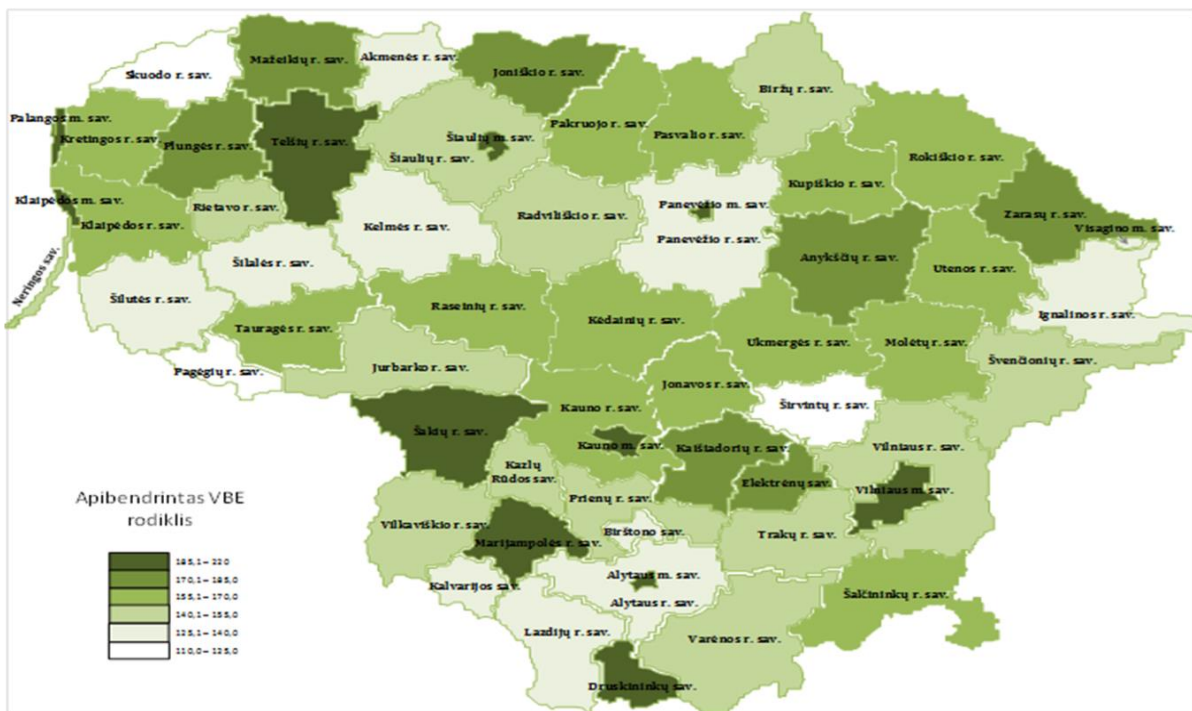 Skuodo r. sav.
Mažeikių r. sav.
Akmenės r. sav.
Joniškio r. sav.
Biržų r. sav.
Palangos m. sav.
Kretingos r. sav.
Plungės r. sav.
Telšių r. sav.
Šiaulių m. sav.
Šiaulių r. sav.
Pakruojo r. sav.
Pasvalio r. sav.
Rokiškio r. sav.
Kupiškio r. sav.
Klaipėdos m. sav.
Klaipėdos r. sav.
Rietavo r. sav.
Kelmės r. sav.
Radviliškio r. sav.
Panevėžio m. sav.
Panevėžio r. sav.
Zarasų r. sav.
Visagino m. sav.
Anykščių r. sav.
Utenos r. sav.
Neringos sav.
Šilalės r. sav.
Šilutės r. sav.
Tauragės r. sav.
Raseinių r. sav.
Kėdainių r. sav.
Ukmergės r. sav.
Molėtų r. sav.
Ignalinos r. sav.
Švenčionių r. sav.
Pagėgių r. sav.
Jurbarko r. sav.
Jonavos r. sav.
Širvintų r. sav.
Šakių r. sav.
Kauno r. sav.
Kauno m. sav.
Kaišiadorių r. sav.
Vilniaus r. sav.
Kazlų
Rūdos sav.
Elektrėnų sav.
Vilniaus m. sav.
Prienų r. sav.
Vilkaviškio r. sav.
Marijampolės r. sav.
Birštono sav.
Trakų r. sav.
Kalvarijos sav.
Alytaus m. sav.
Alytaus r. sav.
Šalčininkų r. sav.
Lazdijų r. sav.
Varėnos r. sav.
Druskininkų sav.
Apibendrintas VBE
rodiklis
185,1 – 220
170,1 – 185,0
155,1 – 170,0
140,1 – 155,0
125,1 – 140,0
110,0 – 125,0